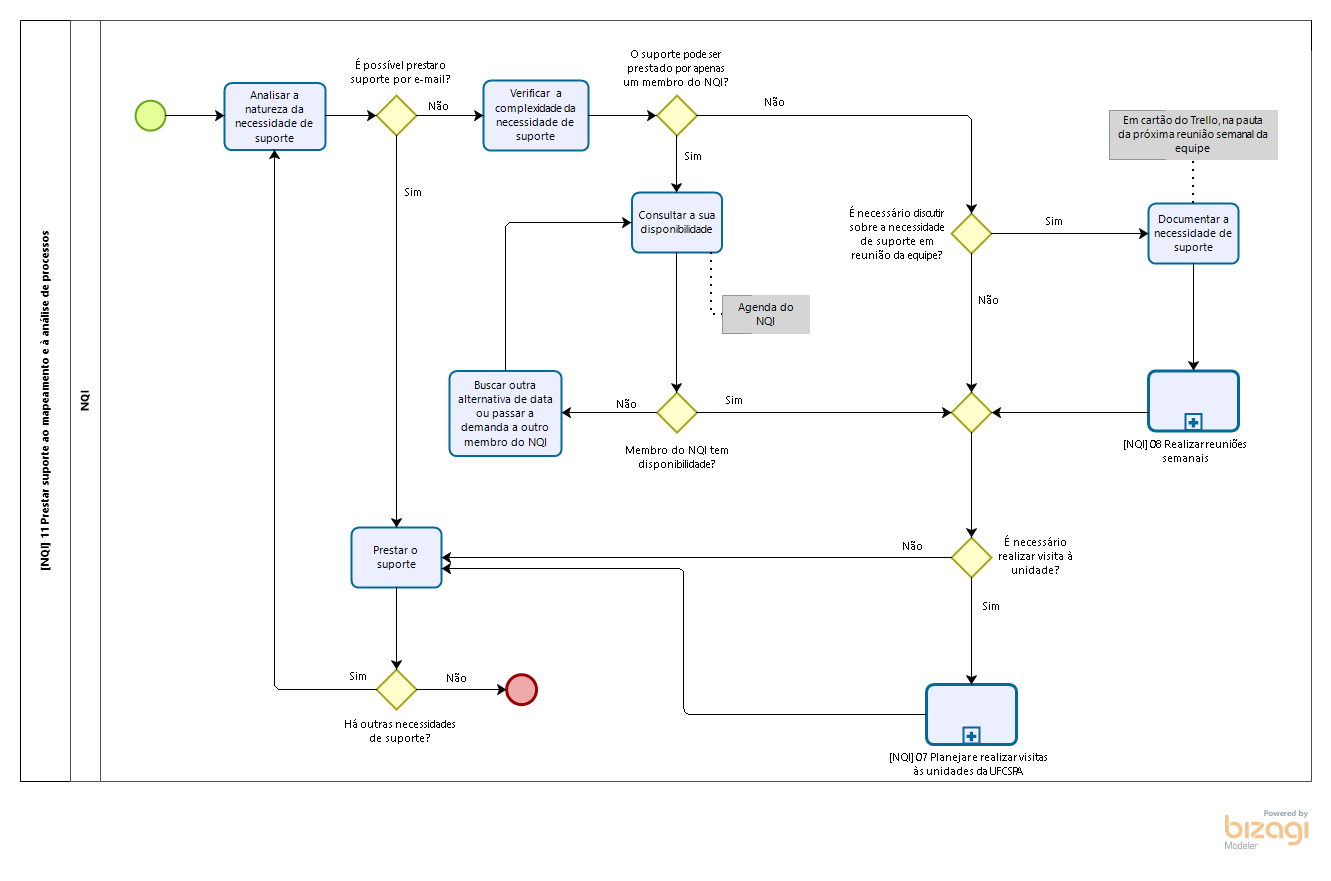 [NQI] 11 Prestar suporte ao mapeamento e à análise de processos
NQI
Analisar a
natureza da
necessidade de
suporte
É possível prestar o
suporte por e-mail?
Não
Sim
Verificar a
complexidade da
necessidade de
suporte
O suporte pode ser
prestado por apenas
um membro do NQI?
Não
Sim
Consultar a sua
disponibilidade
Agenda do
NQI
Buscar outra
alternativa de data
ou passar a
demanda a outro
membro do NQI
Não
Sim
Membro do NQI tem
disponibilidade?
É necessário discutir
sobre a necessidade
de suporte em
reunião da equipe?
Sim
Não
Em cartão do Trello, na pauta
da próxima reunião semanal da
equipe
Documentar a
necessidade de
suporte
[NQI] 08 Realizar reuniões
semanais
É necessário
realizar visita à
unidade?
Não
Sim
[NQI] 07 Planejar e realizar visitas
às unidades da UFCSPA
Prestar o
suporte
Sim
Não
Há outras necessidades
de suporte?
Powered by
bizagi
Modeler